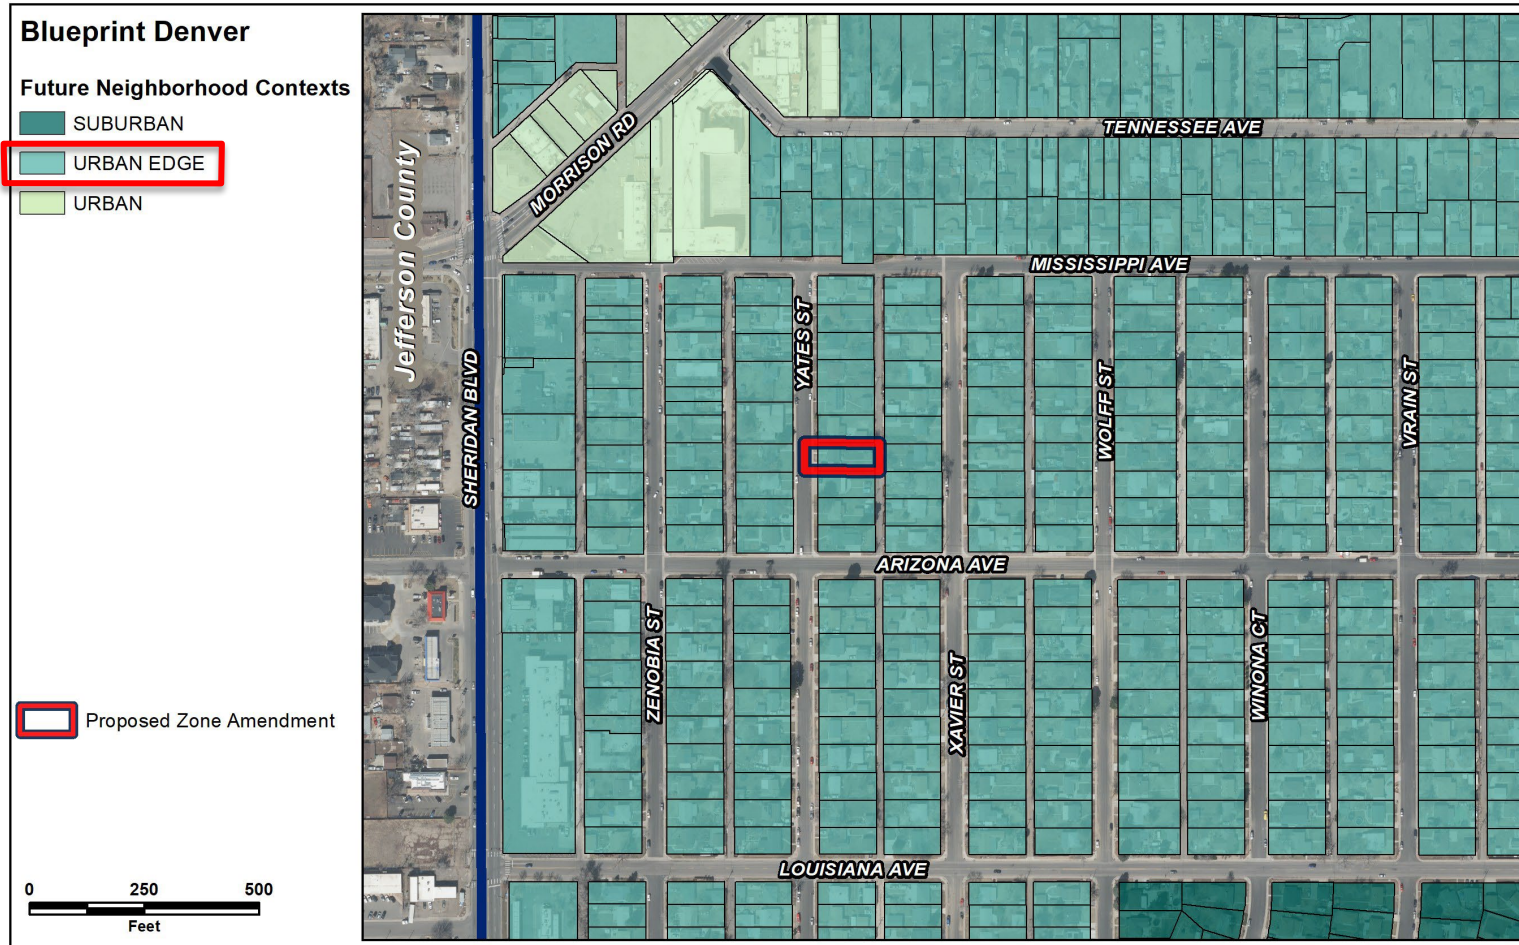 Blueprint Denver
Future Neighborhood Contexts
SUBURBAN
URBAN EDGE
URBAN
Proposed Zone Amendment
0 250 500
Feet
Jefferson County
SHERIDAN BLVD
MORRISON RD
TENNESSEE AVE
MISSISSIPPI AVE
YATES ST
WOLFF ST
VRAIN ST
ARIZONA AVE
ZENOBIA ST
XAVIER ST
WINONA CT
LOUISIANA AVE